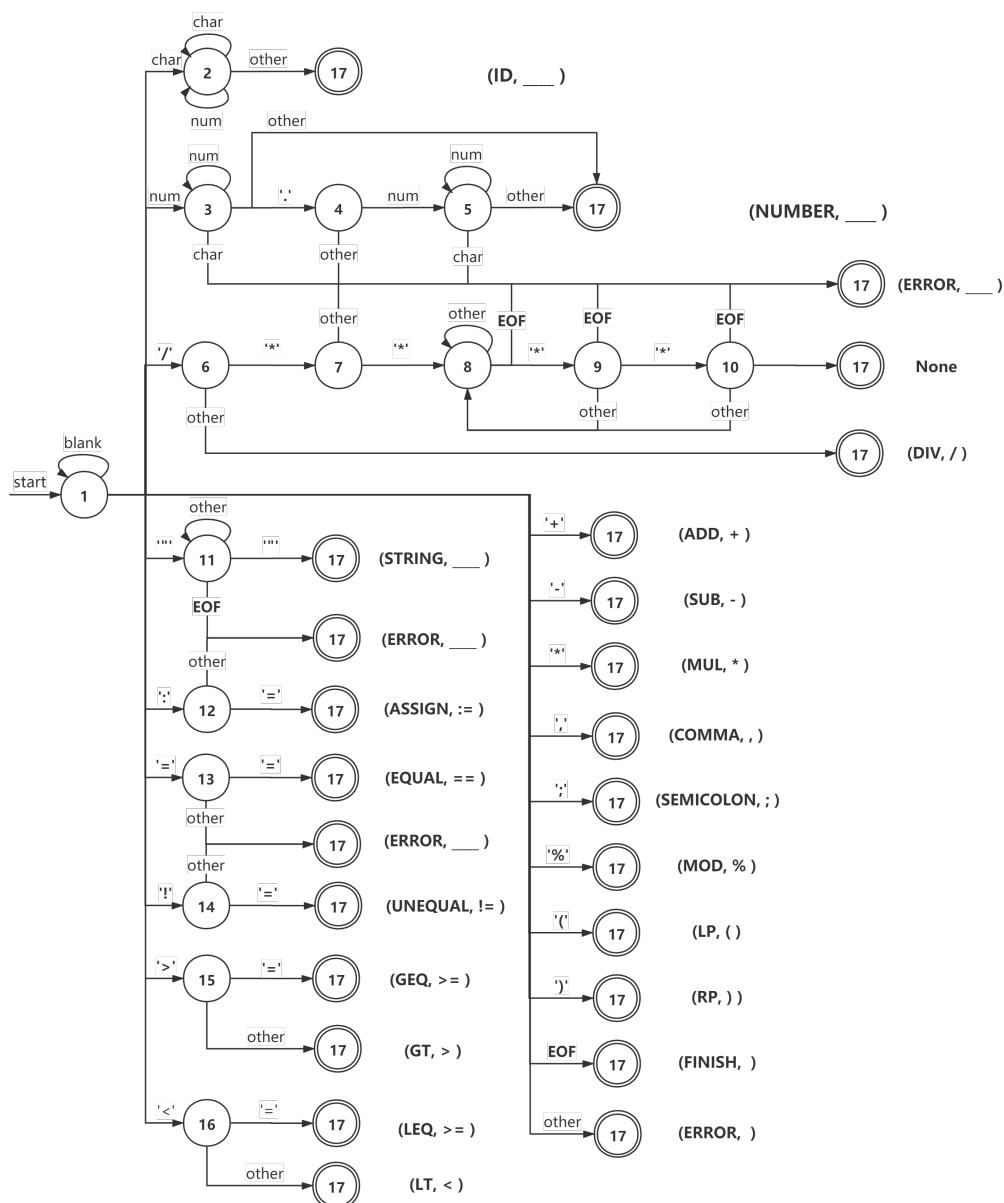 char
char
2
other
17
(ID, ____ )
num
other
num
num
num
3
'.'
4
num
5
other
17
(NUMBER, ____ )
char
other
char
17
(ERROR, ____ )
other
other
EOF
EOF
EOF
'/'
6
'*'
7
'*'
8
'*'
9
'*'
10
17
None
other
other
other
blank
17
(DIV, / )
start
1
other
'"'
11
'"'
17
(STRING, ____ )
'+'
17
(ADD, + )
EOF
'-'
17
(SUB, - )
17
(ERROR, ____ )
other
'*'
17
(MUL, * )
':'
12
'='
17
(ASSIGN, := )
','
17
(COMMA, , )
'='
13
'='
17
(EQUAL, == )
';'
17
(SEMICOLON, ; )
other
17
(ERROR, ____ )
other
'%'
17
(MOD, % )
'!'
14
'='
17
(UNEQUAL, != )
'('
17
(LP, ( )
'>'
15
'='
17
(GEQ, >= )
')'
17
(RP, ) )
other
17
(GT, > )
EOF
17
(FINISH, )
'<'
16
'='
17
(LEQ, >= )
other
17
(ERROR, )
other
17
(LT, < )